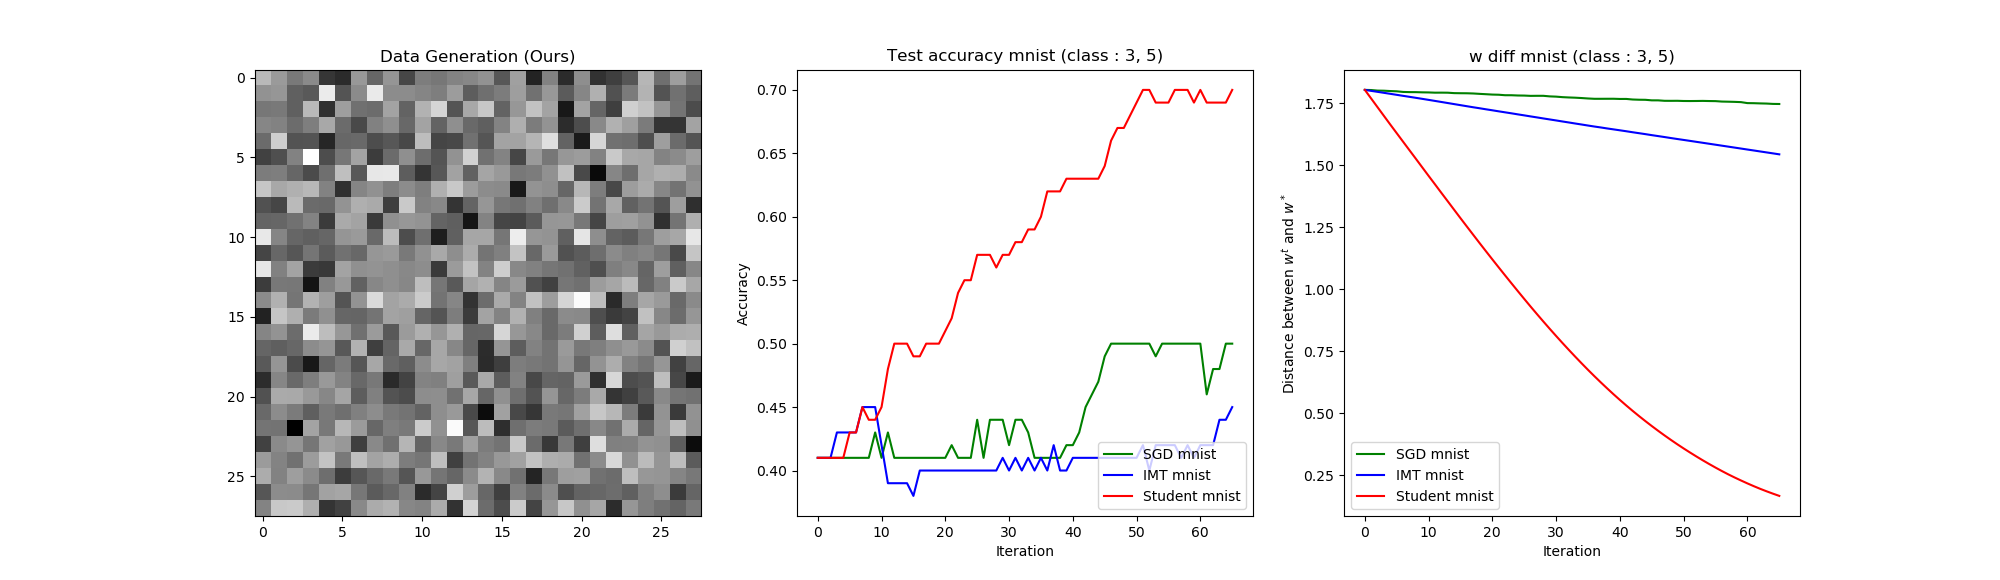 Data Generation (Ours)
0
5
10
15
20
25
0 5 10 15 20 25
Test accuracy mnist (class : 3, 5)
Accuracy
0.70
0.65
0.60
0.55
0.50
0.45
0.40
SGD mnist
IMT mnist
Student mnist
0 10 20 30 40 50 60
Iteration
w diff mnist (class : 3, 5)
Distance between w^t and w^*
1.75
1.50
1.25
1.00
0.75
0.50
0.25
SGD mnist
IMT mnist
Student mnist
0 10 20 30 40 50 60
Iteration